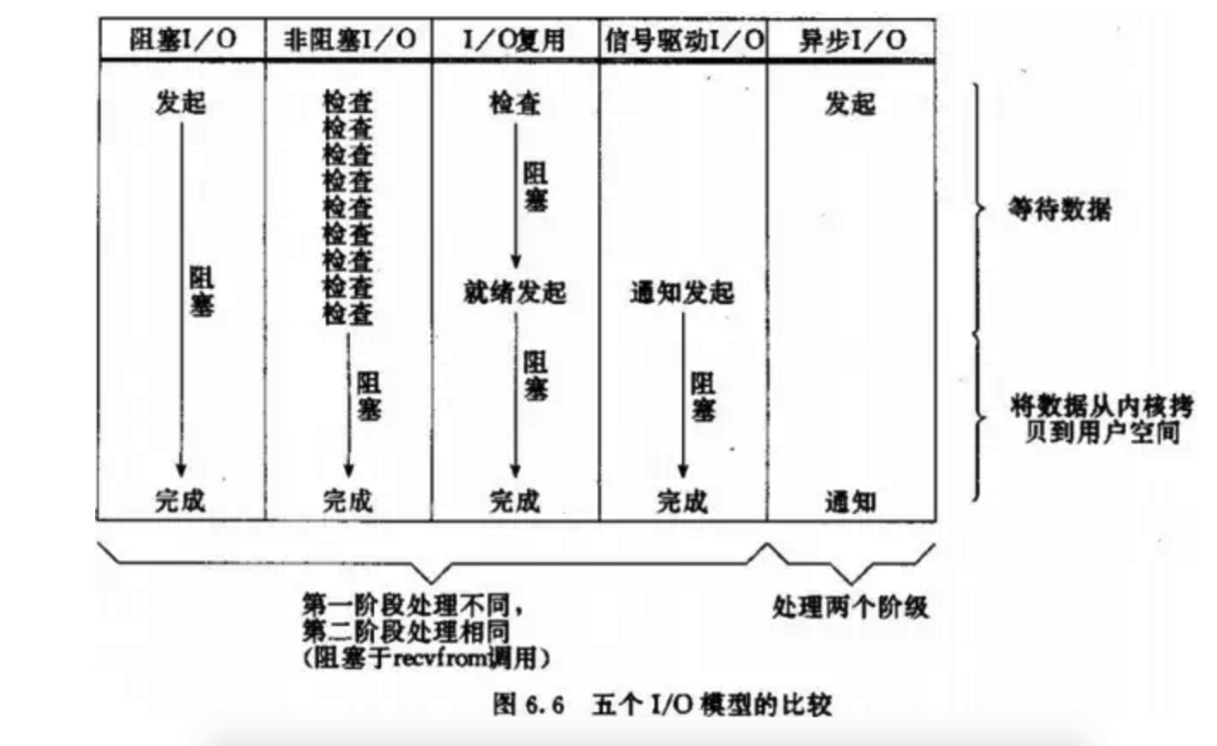 阻塞I/O 非阻塞I/O I/O复用 信号驱动I/O 异步I/O
发起 检查 检查 发起
检查
检查
检查
检查
检查
检查
检查
检查
阻塞
等待数据
阻塞
就绪发起 通知发起
阻塞 阻塞 阻塞
将数据从内核拷
贝到用户空间
完成 完成 完成 完成 通知
第一阶段处理不同，
第二阶段处理相同
(阻塞于recvfrom调用)
处理两个阶级
图 6.6 五个 I/O 模型的比较